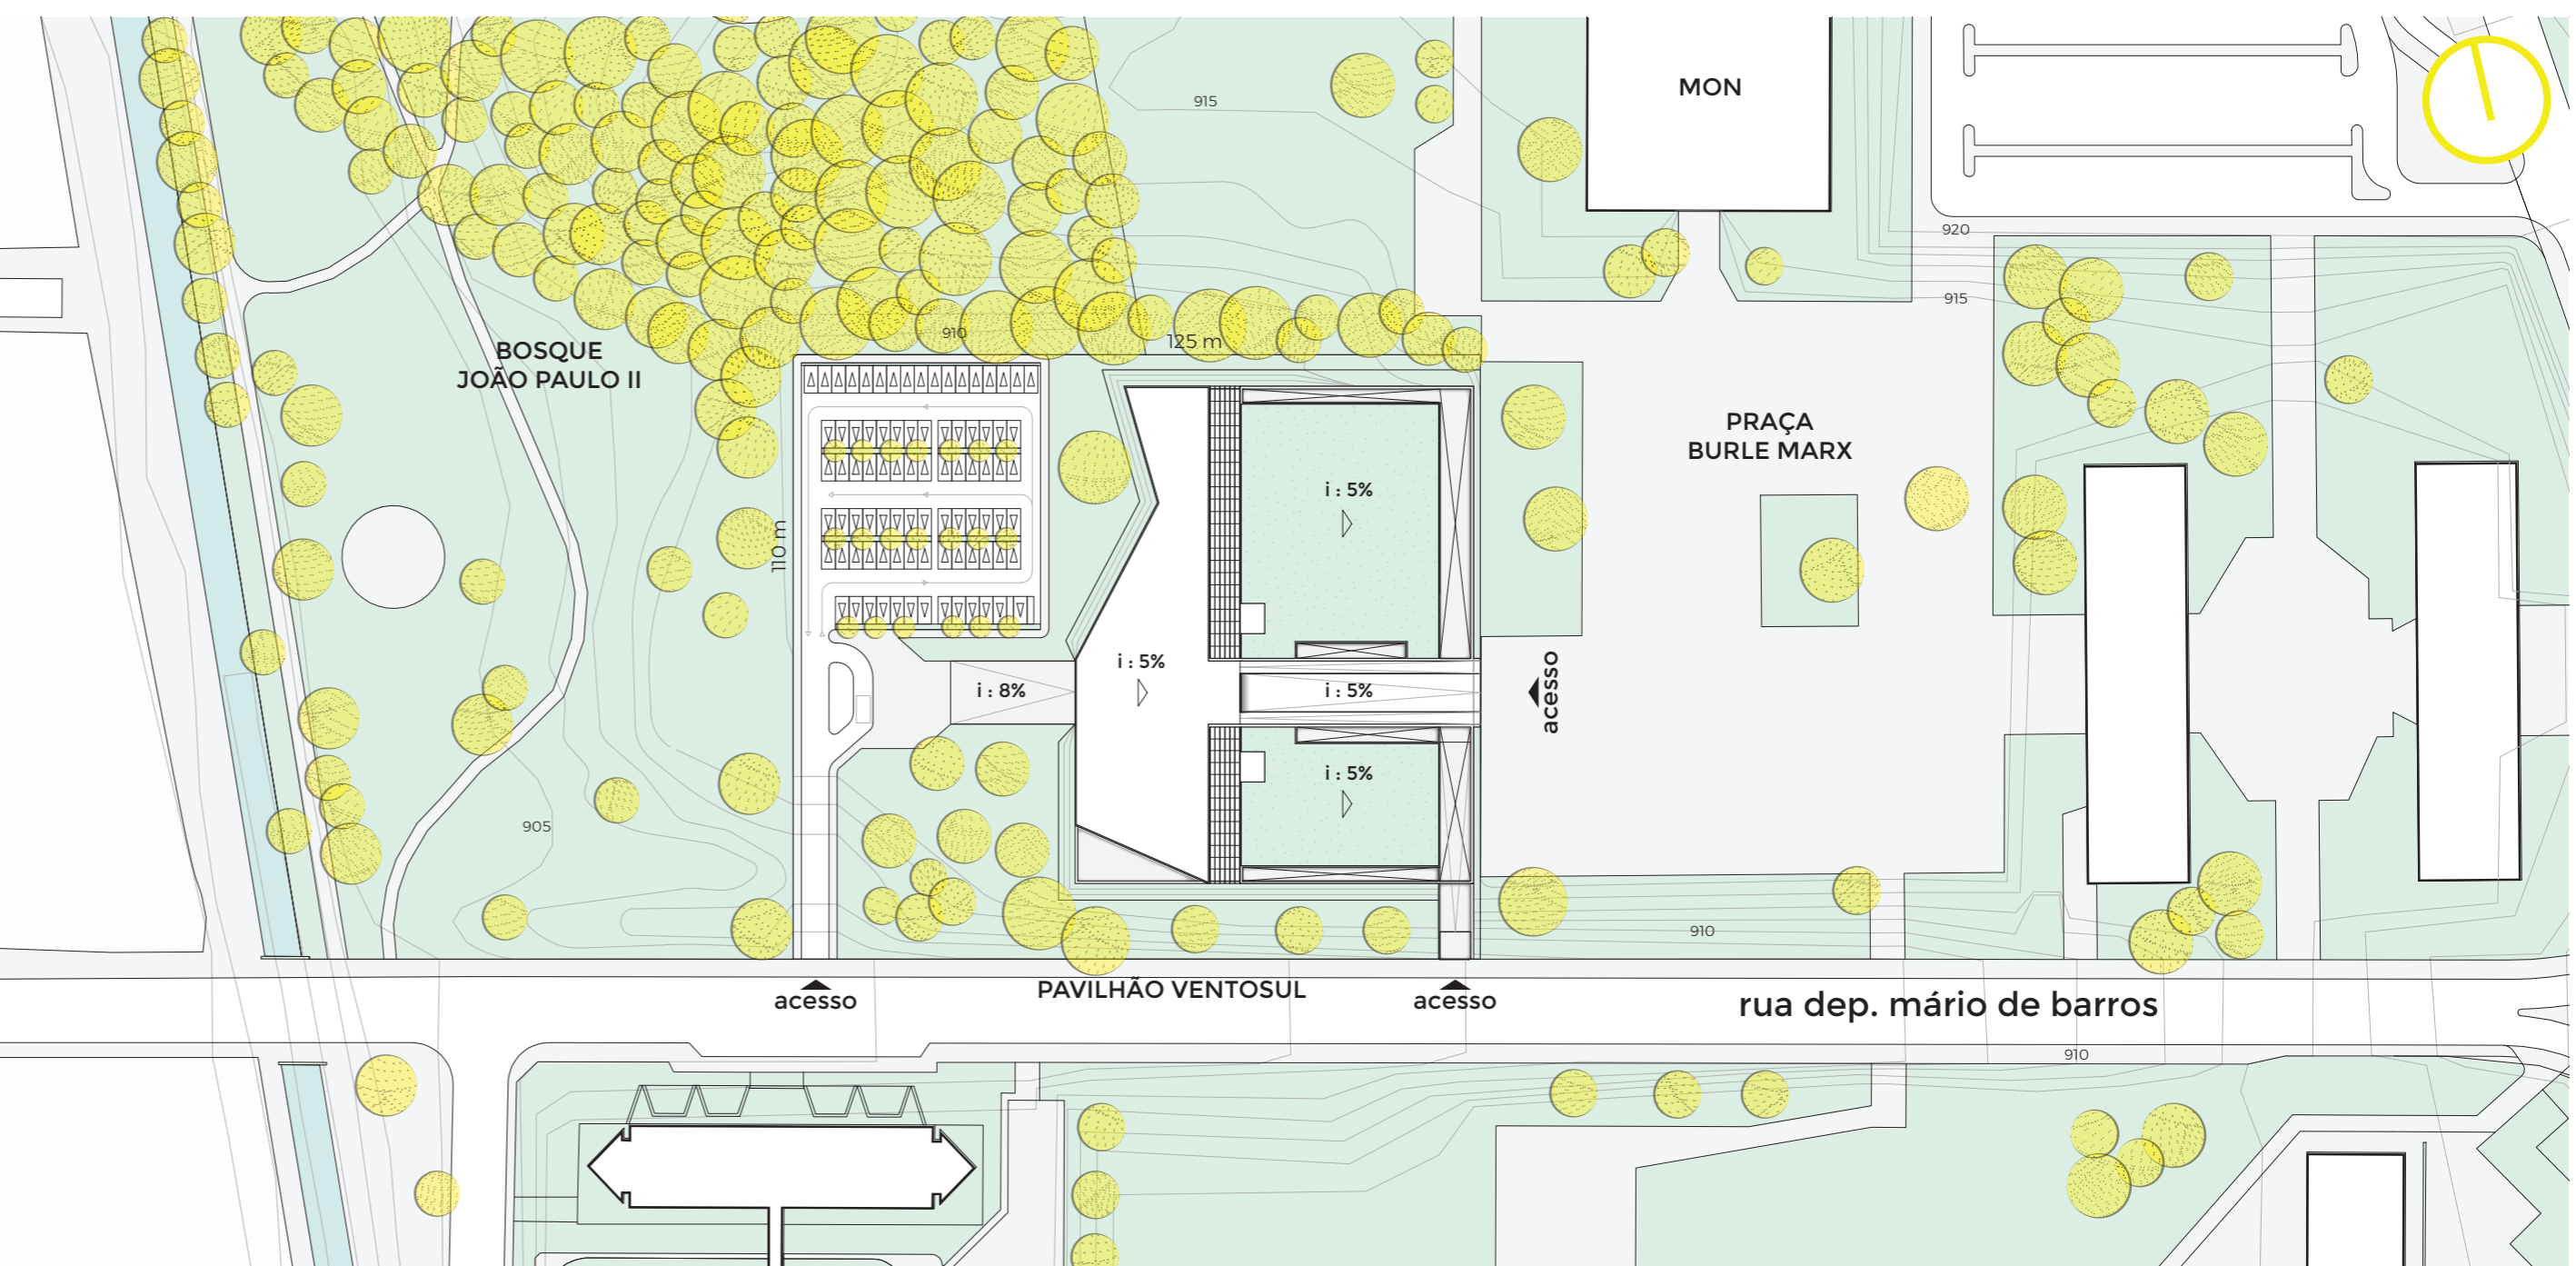 MON
915
920
915
910
125 m
BOSQUE
JOÃO PAULO II
PRAÇA
BURLE MARX
i : 5%
110 m
i : 5%
i : 8%
i : 5%
acesso
i : 5%
905
910
acesso
PAVILHÃO VENTOSUL
acesso
rua dep. mário de barros
910